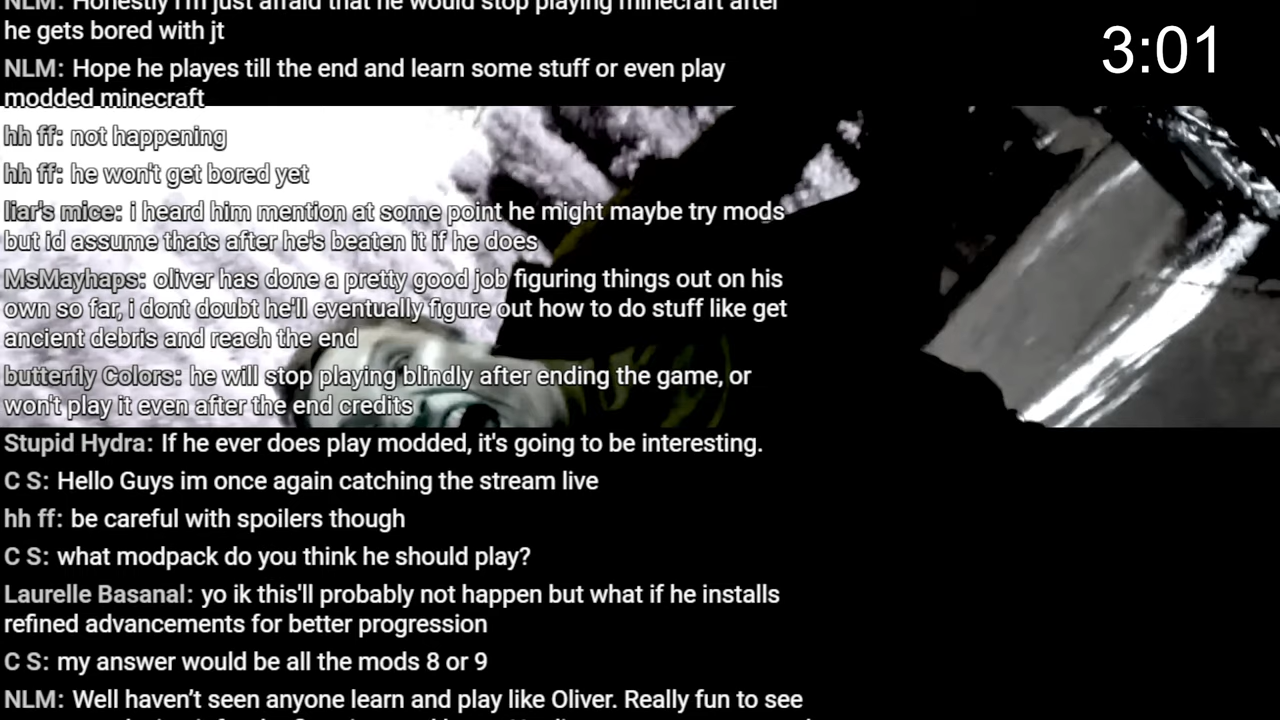 NLM: Honestly I'm just afraid that he would stop playing minecraft after
he gets bored with jt
3:01
NLM: Hope he playes till the end and learn some stuff or even play
modded minecraft
hh ff: not happening
hh ff: he won't get bored yet
liar's mice: i heard him mention at some point he might maybe try mods
but id assume thats after he's beaten it if he does
MsMayhaps: oliver has done a pretty good job figuring things out on his
own so far, i dont doubt he'll eventually figure out how to do stuff like get
ancient debris and reach the end
butterfly Colors: he will stop playing blindly after ending the game, or
won't play it even after the end credits
Stupid Hydra: If he ever does play modded, it's going to be interesting.
C S: Hello Guys im once again catching the stream live
hh ff: be careful with spoilers though
C S: what modpack do you think he should play?
Laurelle Basanal: yo ik this'll probably not happen but what if he installs
refined advancements for better progression
C S: my answer would be all the mods 8 or 9
NLM: Well haven't seen anyone learn and play like Oliver. Really fun to see